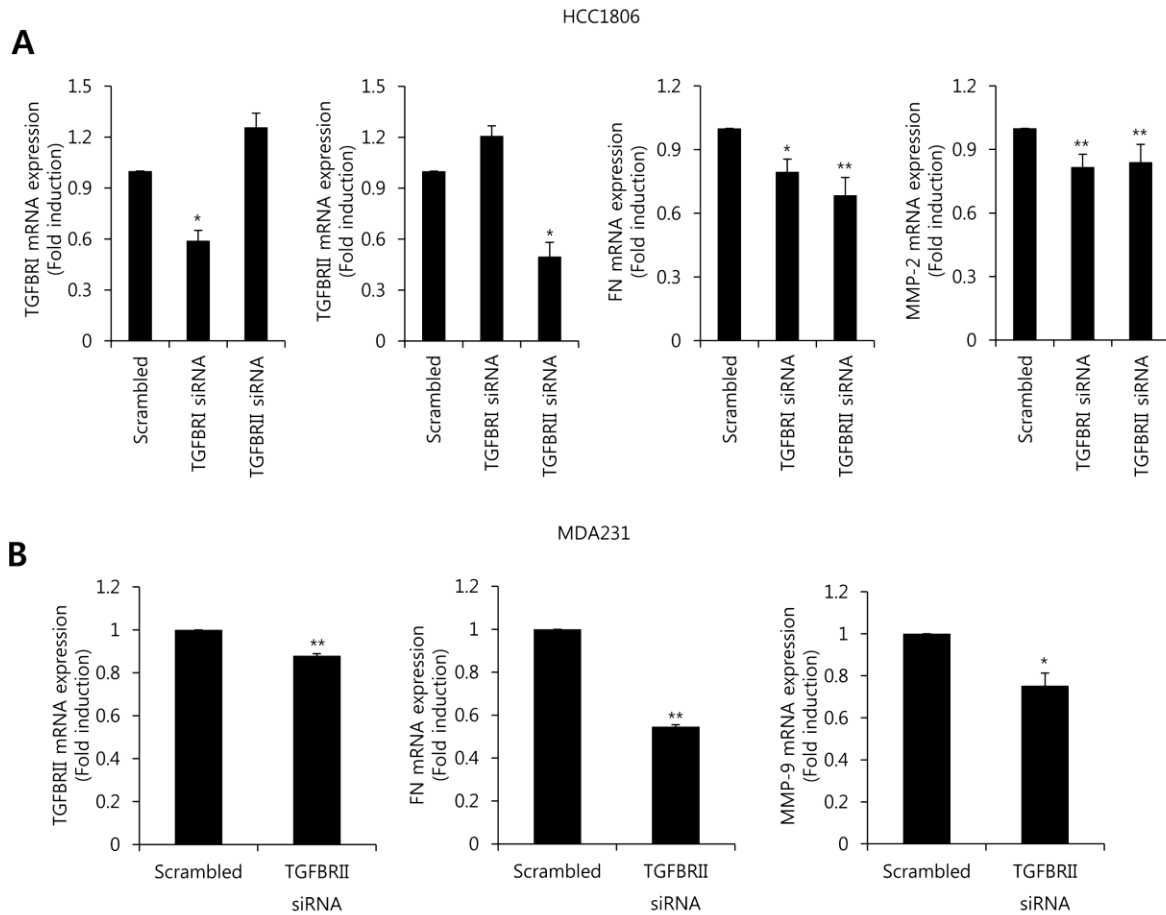 HCC1806
A
TGFBRI mRNA expression
(Fold induction)
1.5
1.2
0.9
0.6
0.3
0
*
Scrambled
TGFBRI siRNA
TGFBRII siRNA
TGFBRII mRNA expression
(Fold induction)
1.5
1.2
0.9
0.6
0.3
0
*
Scrambled
TGFBRI siRNA
TGFBRII siRNA
FN mRNA expression
(Fold induction)
1.2
0.9
0.6
0.3
0
*
**
Scrambled
TGFBRI siRNA
TGFBRII siRNA
MMP-2 mRNA expression
(Fold induction)
1.2
0.9
0.6
0.3
0
**
**
Scrambled
TGFBRI siRNA
TGFBRII siRNA
MDA231
B
TGFBRII mRNA expression
(Fold induction)
1.2
1
0.8
0.6
0.4
0.2
0
**
Scrambled
TGFBRII
siRNA
FN mRNA expression
(Fold induction)
1.2
1
0.8
0.6
0.4
0.2
0
**
Scrambled
TGFBRII
siRNA
MMP-9 mRNA expression
(Fold induction)
1.2
1
0.8
0.6
0.4
0.2
0
*
Scrambled
TGFBRII
siRNA